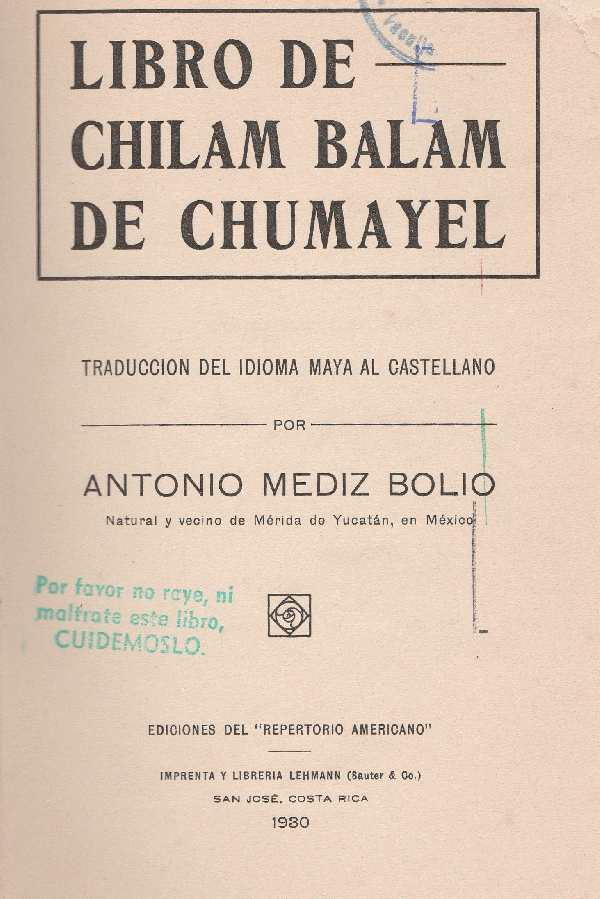 LIBRO DE
CHILAM BALAM
DE CHUMAYEL
TRADUCCION DEL IDIOMA MAYA AL CASTELLANO
POR
ANTONIO MEDIZ BOLIO
Natural y vecino de Mérida de Yucatán, en México
Por favor no raye, ni
maltrate este libro,
CUIDEMOSLO.
EDICIONES DEL "REPERTORIO AMERICANO"
IMPRENTA Y LIBRERIA LEHMANN (Sauter & Co.)
SAN JOSÉ, COSTA RICA
1930